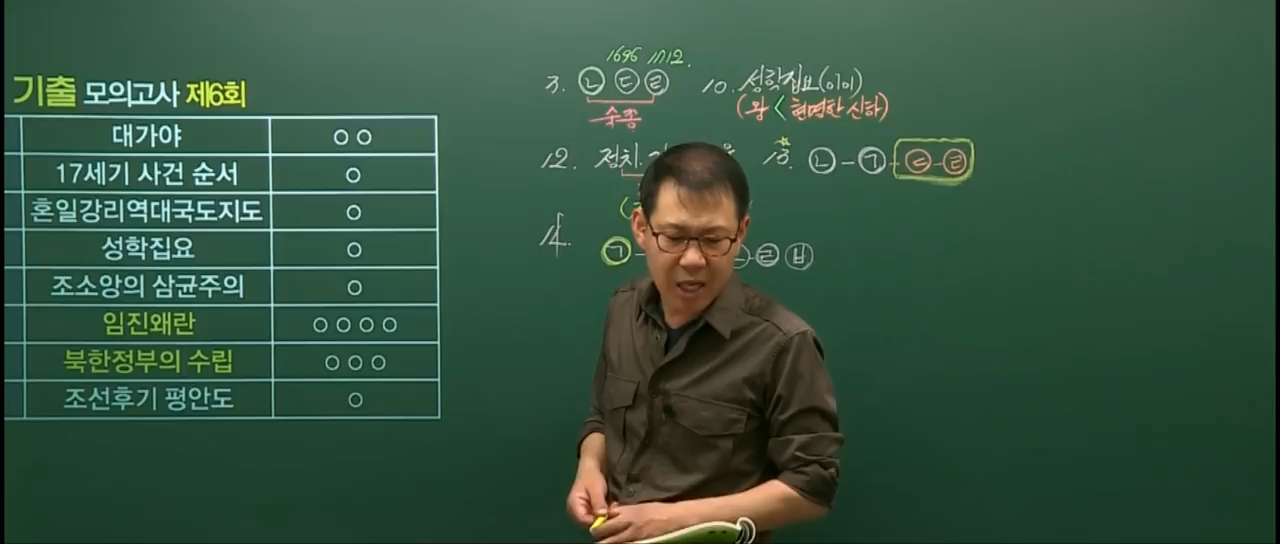 기출 모의고사 제6회
대가야 ○○
17세기 사건 순서 ○
혼일강리역대국도지도 ○
성학집요 ○
조소앙의 삼균주의 ○
임진왜란 ○○○○
북한정부의 수립 ○○○
조선후기 평안도 ○
1696 1712.
7. ㉡ ㉢ ㉣
숙종
10. 성학집요(이이)
(왕 < 현명한 신하)
12. 정치
13. ㉡-㉠-㉢-㉣
14.
㉠- ㉣ ㉥